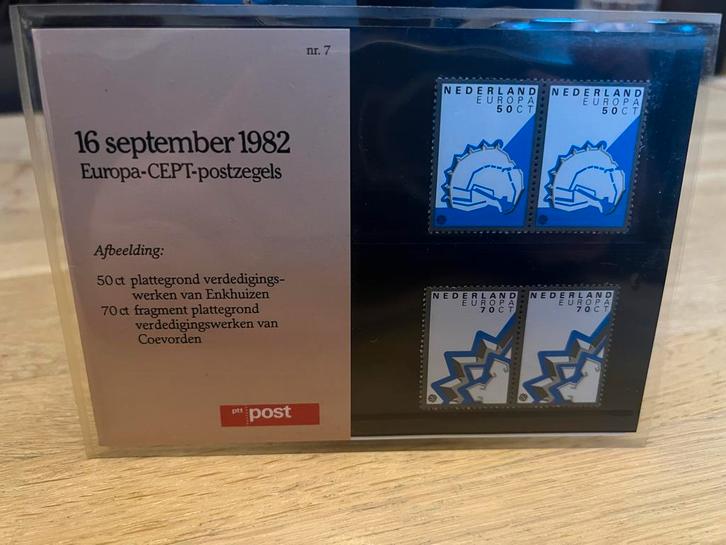 nr. 7
16 september 1982
Europa-CEPT-postzegels
Afbeelding:
50 ct plattegrond verdedigings-
werken van Enkhuizen
70 ct fragment plattegrond
verdedigingswerken van
Coevorden
ptt post
NEDERLAND
EUROPA
50 CT
NEDERLAND
EUROPA
50 CT
NEDERLAND
EUROPA
70 CT
NEDERLAND
EUROPA
70 CT